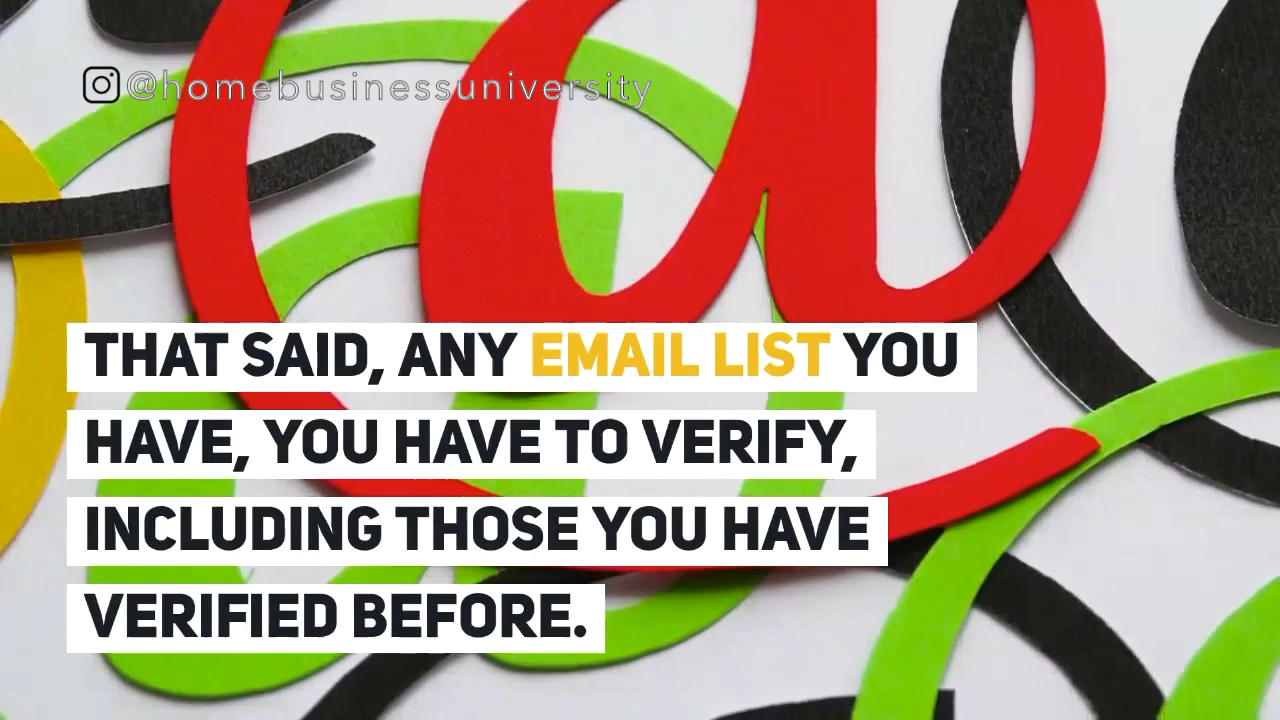 @homebusinessuniversity
THAT SAID, ANY EMAIL LIST YOU
HAVE, YOU HAVE TO VERIFY,
INCLUDING THOSE YOU HAVE
VERIFIED BEFORE.